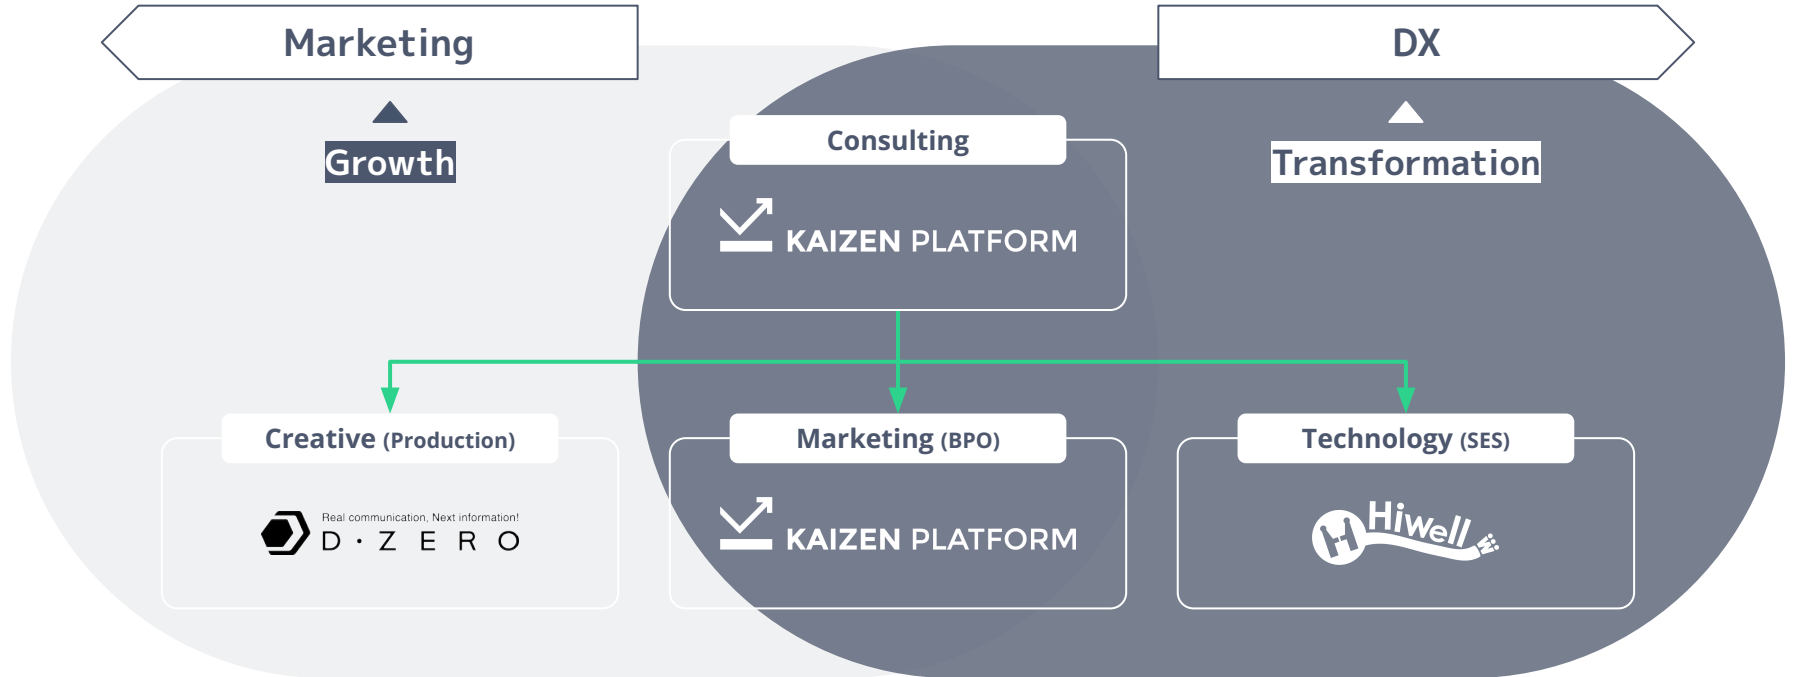 Marketing
DX
Growth
Transformation
Consulting
KAIZEN PLATFORM
Creative (Production)
Marketing (BPO)
Technology (SES)
Real communication, Next information!
D・ZERO
KAIZEN PLATFORM
Hiwell